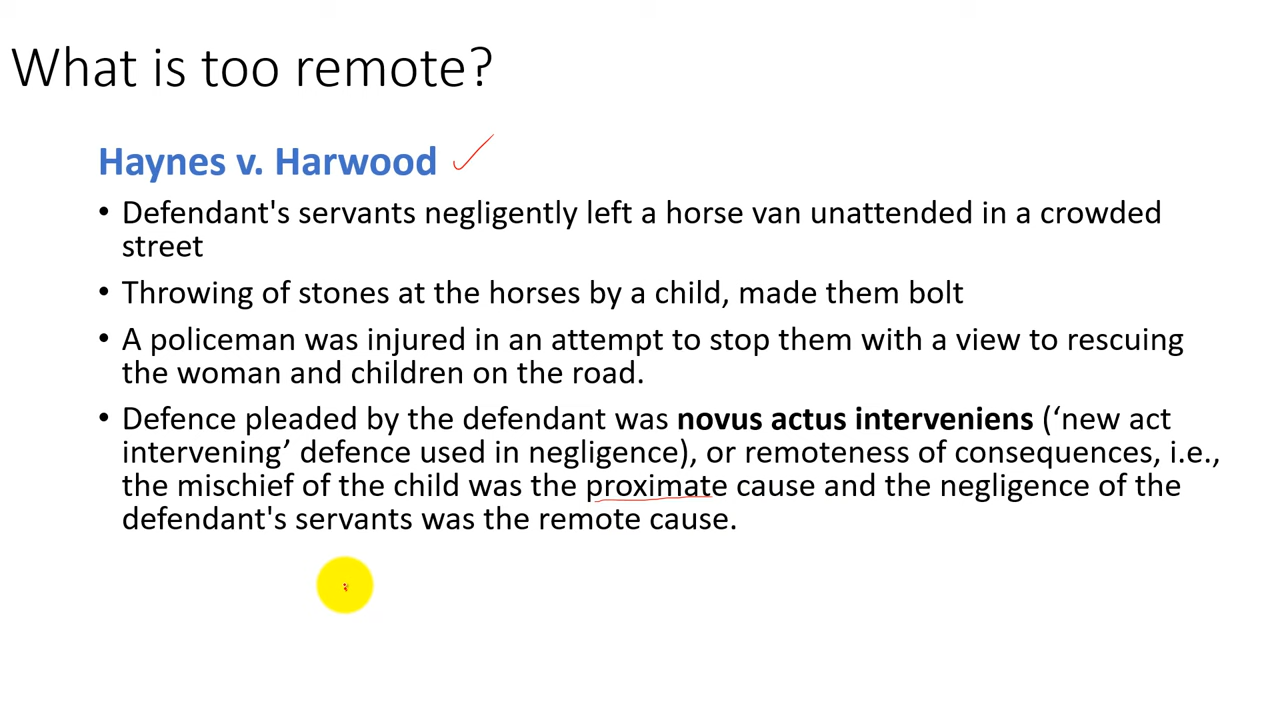 What is too remote?
Haynes v. Harwood
• Defendant's servants negligently left a horse van unattended in a crowded
street
• Throwing of stones at the horses by a child, made them bolt
• A policeman was injured in an attempt to stop them with a view to rescuing
the woman and children on the road.
• Defence pleaded by the defendant was novus actus interveniens (‘new act
intervening’ defence used in negligence), or remoteness of consequences, i.e.,
the mischief of the child was the proximate cause and the negligence of the
defendant's servants was the remote cause.